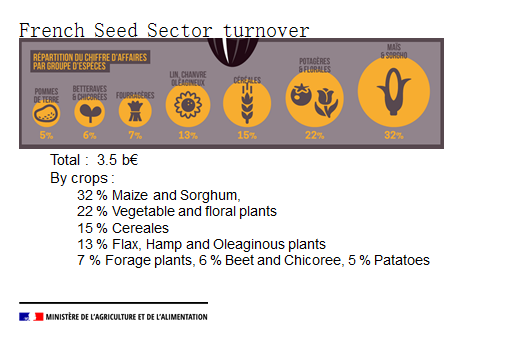 French Seed Sector turnover
RÉPARTITION DU CHIFFRE D'AFFAIRES
PAR GROUPE D'ESPÈCES
POMMES
DE TERRE
5%
BETTERAVES
& CHICORÉES
6%
FOURRAGÈRES
7%
LIN, CHANVRE
OLÉAGINEUX
13%
CÉRÉALES
15%
POTAGÈRES
& FLORALES
22%
MAÏS
& SORGHO
32%
Total : 3.5 b€
By crops :
32 % Maize and Sorghum,
22 % Vegetable and floral plants
15 % Cereales
13 % Flax, Hamp and Oleaginous plants
7 % Forage plants, 6 % Beet and Chicoree, 5 % Patatoes
MINISTÈRE DE L'AGRICULTURE ET DE L'ALIMENTATION